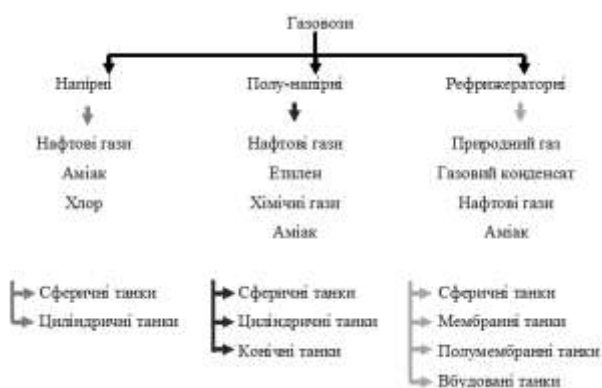 Газовози
Напірні
Полу-напірні
Рефрижераторні
Нафтові гази
Аміак
Хлор
Нафтові гази
Етилен
Хімічні гази
Аміак
Природний газ
Газовий конденсат
Нафтові гази
Аміак
Сферичні танки
Циліндричні танки
Сферичні танки
Циліндричні танки
Конічні танки
Сферичні танки
Мембранні танки
Полумембранні танки
Вбудовані танки